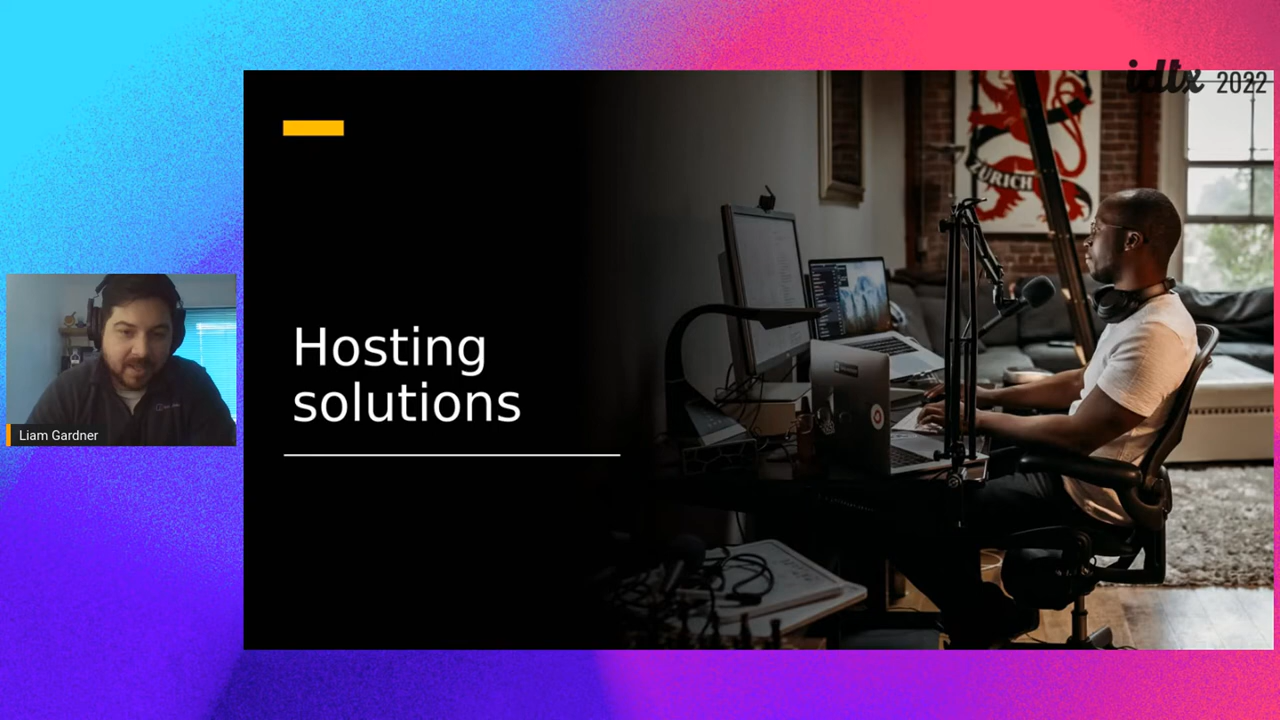 idtx 2022
ZURICH
Hosting
solutions
Liam Gardner